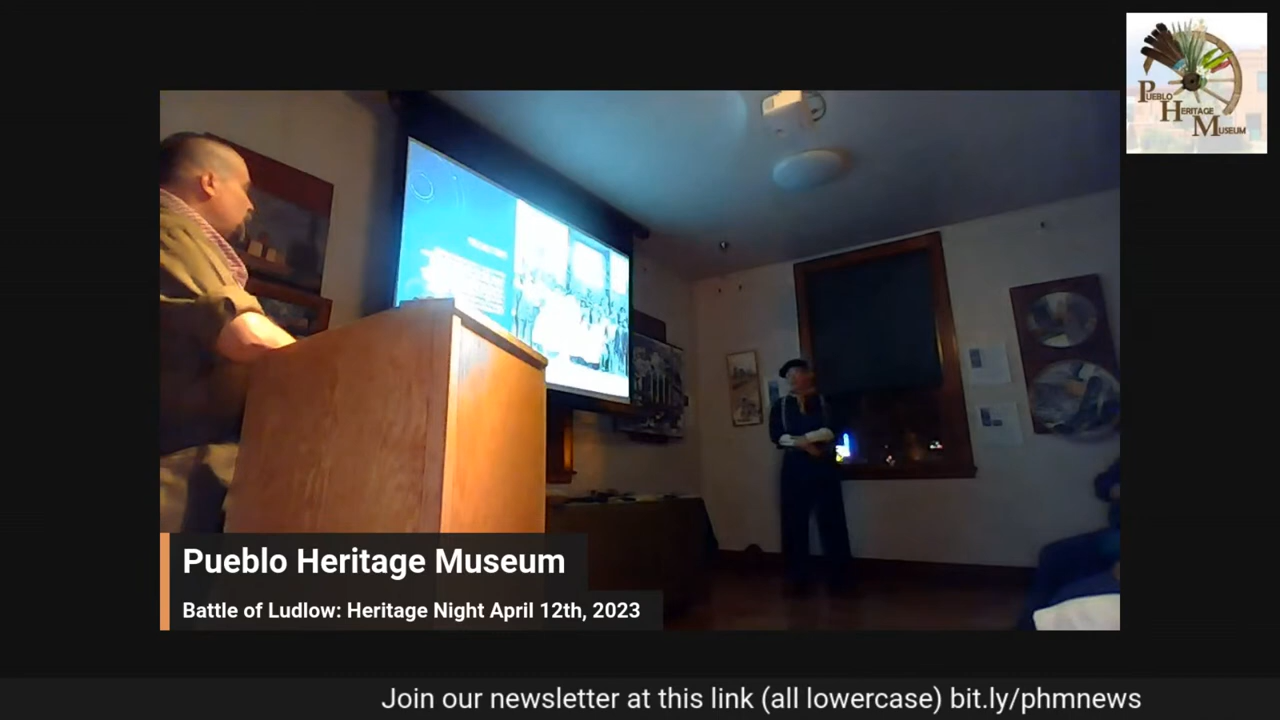 Pueblo
Heritage
Museum
Pueblo Heritage Museum
Battle of Ludlow: Heritage Night April 12th, 2023
Join our newsletter at this link (all lowercase) bit.ly/phmnews